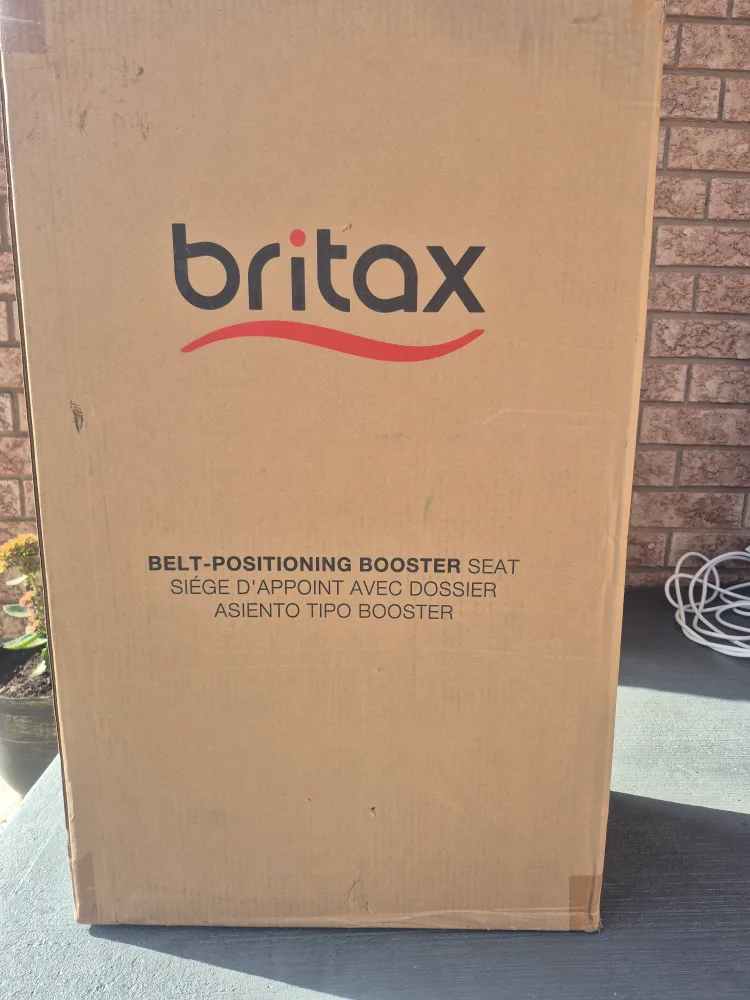 britax
BELT-POSITIONING BOOSTER SEAT
SIÉGE D'APPOINT AVEC DOSSIER
ASIENTO TIPO BOOSTER